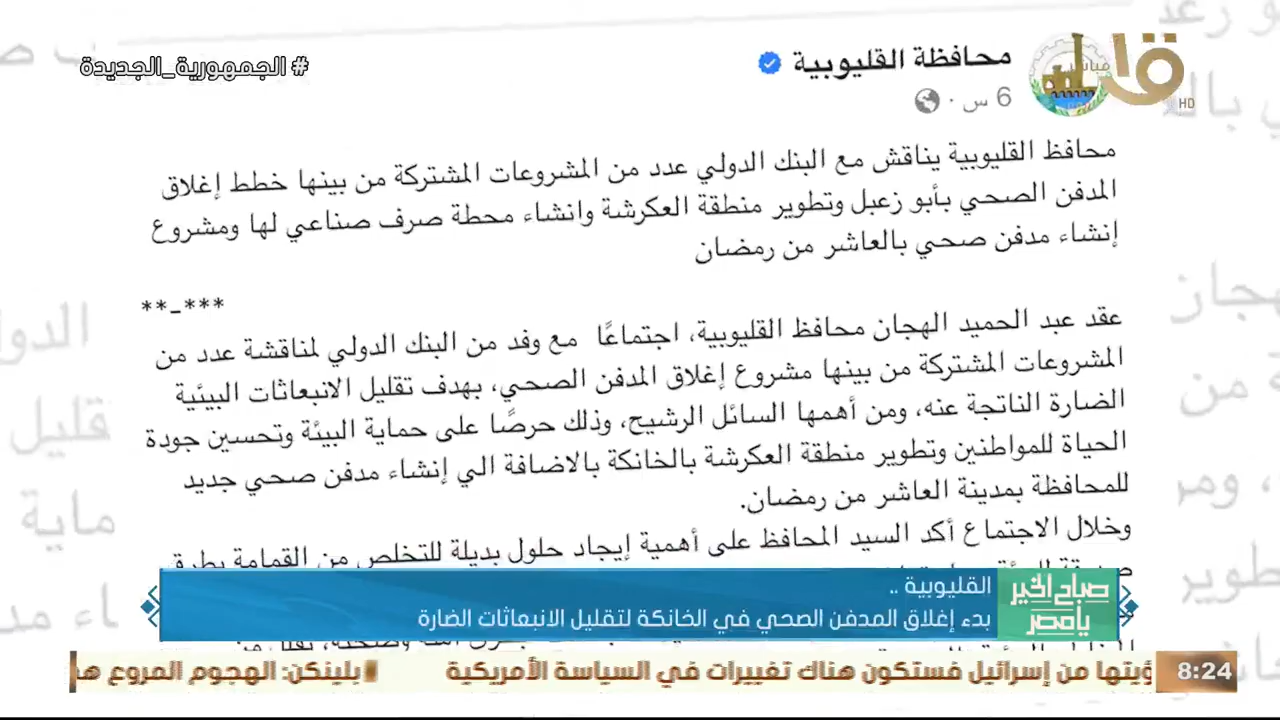 #الجمهورية_الجديدة
محافظة القليوبية
6 س
HD
محافظ القليوبية يناقش مع البنك الدولي عدد من المشروعات المشتركة من بينها خطط إغلاق
المدفن الصحي بأبو زعبل وتطوير منطقة العكرشة وانشاء محطة صرف صناعي لها ومشروع
إنشاء مدفن صحي بالعاشر من رمضان
***_**
عقد عبد الحميد الهجان محافظ القليوبية، اجتماعًا مع وفد من البنك الدولي لمناقشة عدد من
المشروعات المشتركة من بينها مشروع إغلاق المدفن الصحي، بهدف تقليل الانبعاثات البيئية
الضارة الناتجة عنه، ومن أهمها السائل الرشيح، وذلك حرصًا على حماية البيئة وتحسين جودة
الحياة للمواطنين وتطوير منطقة العكرشة بالخانكة بالاضافة الي إنشاء مدفن صحي جديد
للمحافظة بمدينة العاشر من رمضان.
وخلال الاجتماع أكد السيد المحافظ على أهمية إيجاد حلول بديلة للتخلص من القمامة بطرق
صباح الخير
يا مصر
القليوبية ..
بدء إغلاق المدفن الصحي في الخانكة لتقليل الانبعاثات الضارة
8:24
من إسرائيل فستكون هناك تغييرات في السياسة الأمريكية
بلينكن: الهجوم المروع